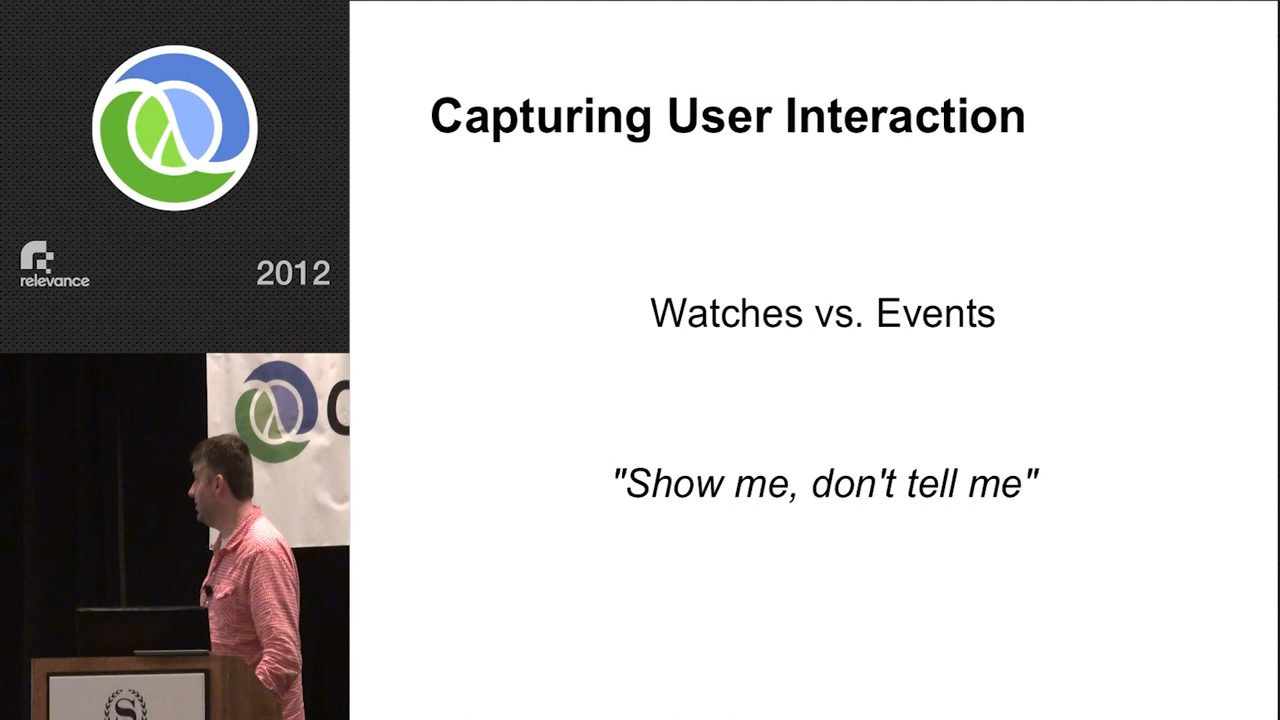 relevance
2012
Capturing User Interaction
Watches vs. Events
"Show me, don't tell me"
C
S